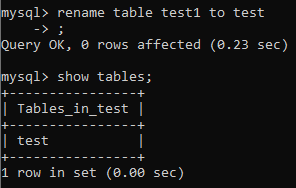 mysql> rename table test1 to test
    -> ;
Query OK, 0 rows affected (0.23 sec)
mysql> show tables;
+----------------+
| Tables_in_test |
+----------------+
| test           |
+----------------+
1 row in set (0.00 sec)